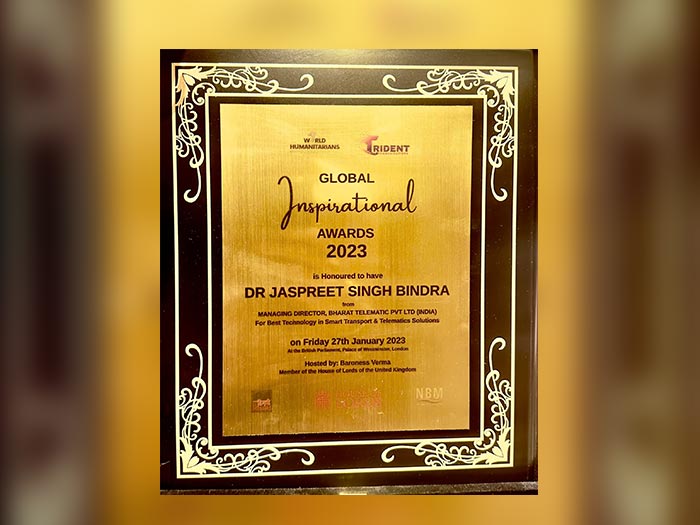 WORLD
HUMANITARIANS
TRIDENT
GLOBAL
Inspirational
AWARDS
2023
is Honoured to have
DR JASPREET SINGH BINDRA
from
MANAGING DIRECTOR, BHARAT TELEMATIC PVT LTD (INDIA)
For Best Technology in Smart Transport & Telematics Solutions
on Friday 27th January 2023
At the British Parliament, Palace of Westminster, London
Hosted by: Baroness Verma
Member of the House of Lords of the United Kingdom
NBM